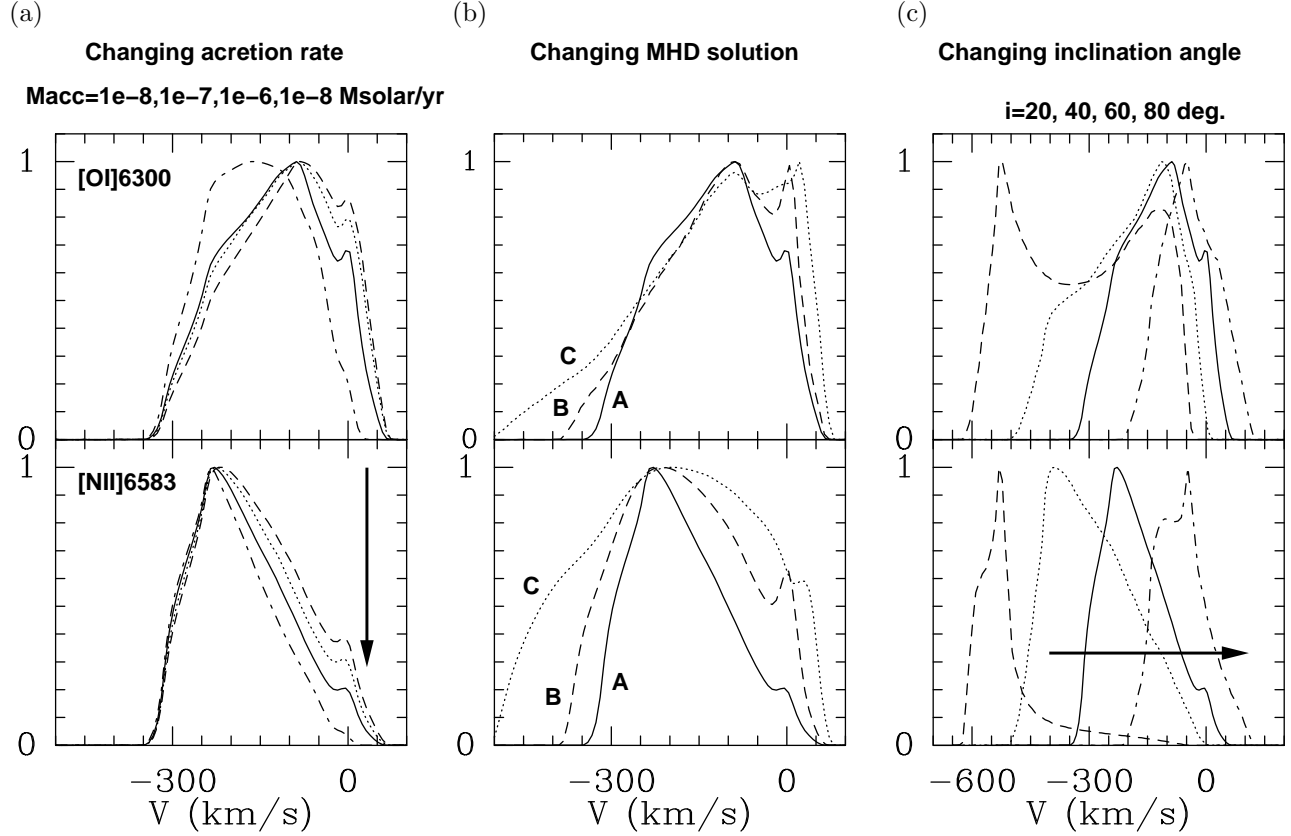 (a)
(b)
(c)
Changing acretion rate
Changing MHD solution
Changing inclination angle
Macc=1e−8,1e−7,1e−6,1e−8 Msolar/yr
i=20, 40, 60, 80 deg.
1
[OI]6300
0
1
C
B
A
0
1
0
1
[NII]6583
0
1
C
B
A
0
1
0
−300 0
−300 0
−600 −300 0
V (km/s)
V (km/s)
V (km/s)